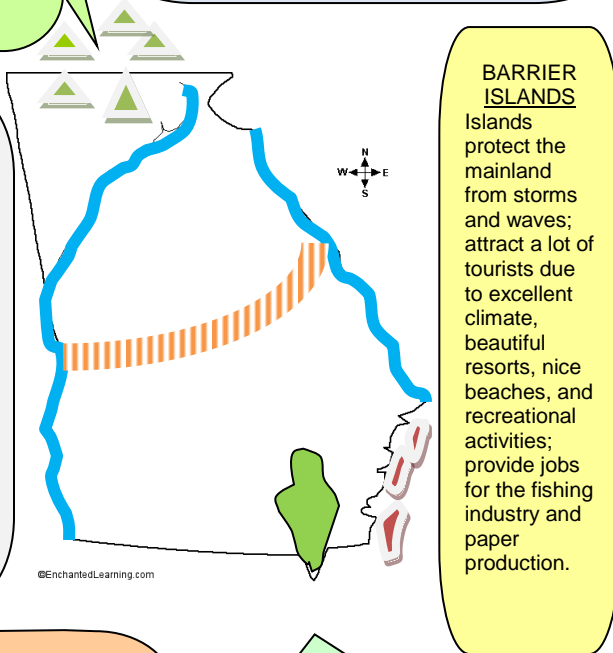 N
W E
S
©EnchantedLearning.com
BARRIER
ISLANDS
Islands
protect the
mainland
from storms
and waves;
attract a lot of
tourists due
to excellent
climate,
beautiful
resorts, nice
beaches, and
recreational
activities;
provide jobs
for the fishing
industry and
paper
production.